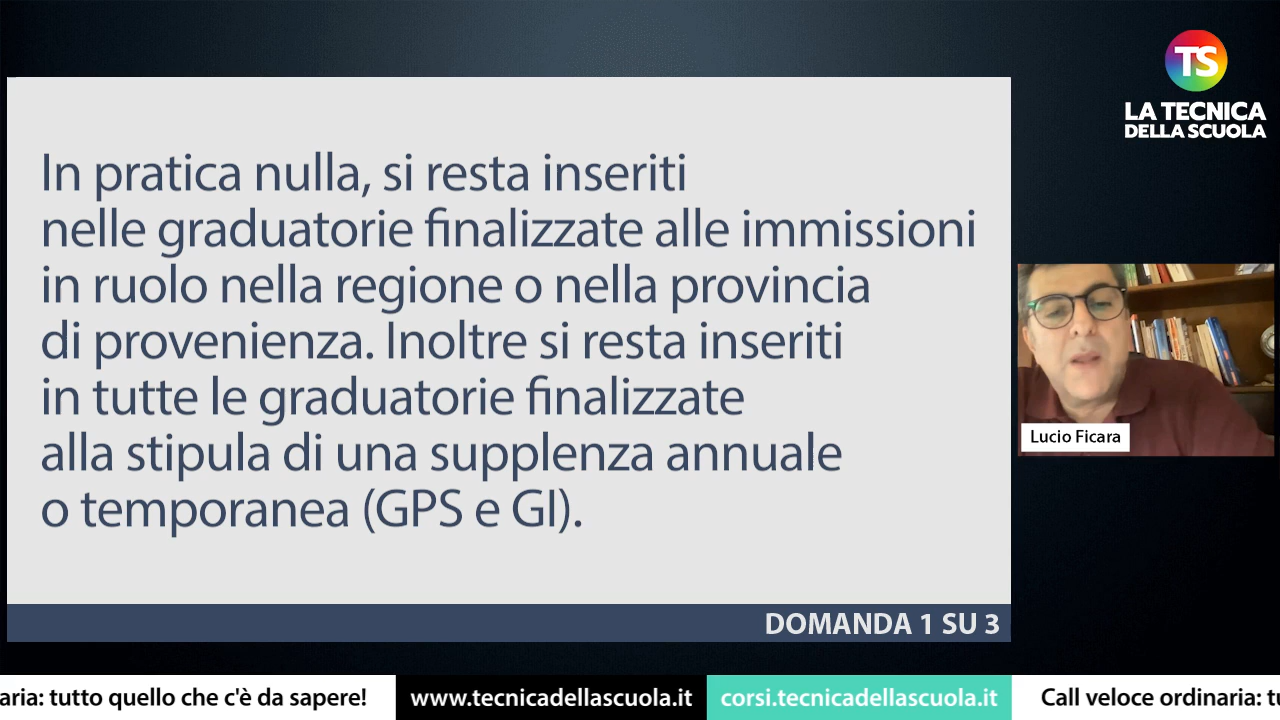 TS
LA TECNICA
DELLA SCUOLA
In pratica nulla, si resta inseriti
nelle graduatorie finalizzate alle immissioni
in ruolo nella regione o nella provincia
di provenienza. Inoltre si resta inseriti
in tutte le graduatorie finalizzate
alla stipula di una supplenza annuale
o temporanea (GPS e GI).
Lucio Ficara
DOMANDA 1 SU 3
aria: tutto quello che c'è da sapere!
www.tecnicadellascuola.it
corsi.tecnicadellascuola.it
Call veloce ordinaria: tu